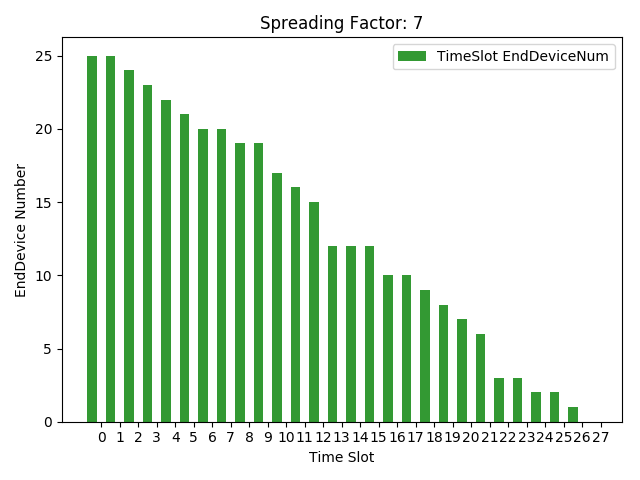 Spreading Factor: 7
TimeSlot EndDeviceNum
EndDevice Number
25
20
15
10
5
0
0 1 2 3 4 5 6 7 8 9 10 11 12 13 14 15 16 17 18 19 20 21 22 23 24 25 26 27
Time Slot